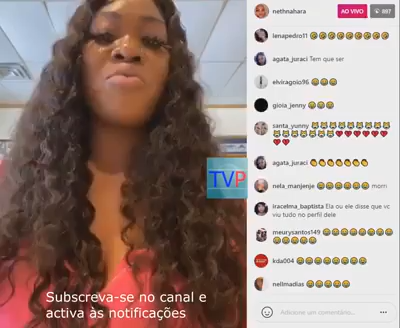 nethnahara
AO VIVO
887
lenapedro11
agata_juraci Tem que ser
elviragoio96
gioia_jenny
santa_yunny
agata_juraci
TVP
nela_manjenje morri
iracelma_baptista Ela ou ele disse que vc
viu tudo no perfil dele
meurysantos149
kda004
nellmadias
Subscreva-se no canal e
activa às notificações
Adicione um comentário...